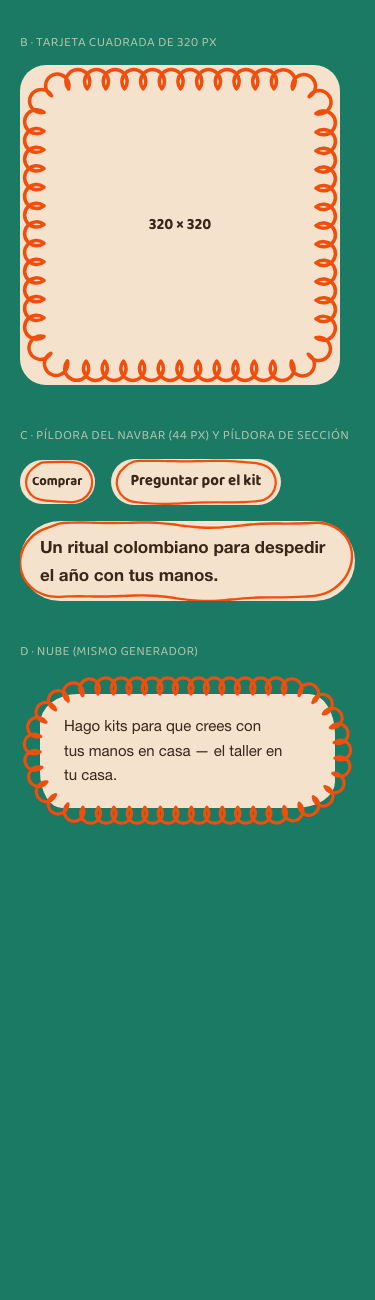 B · TARJETA CUADRADA DE 320 PX
320 × 320
C · PÍLDORA DEL NAVBAR (44 PX) Y PÍLDORA DE SECCIÓN
Comprar
Preguntar por el kit
Un ritual colombiano para despedir
el año con tus manos.
D · NUBE (MISMO GENERADOR)
Hago kits para que crees con
tus manos en casa — el taller en
tu casa.